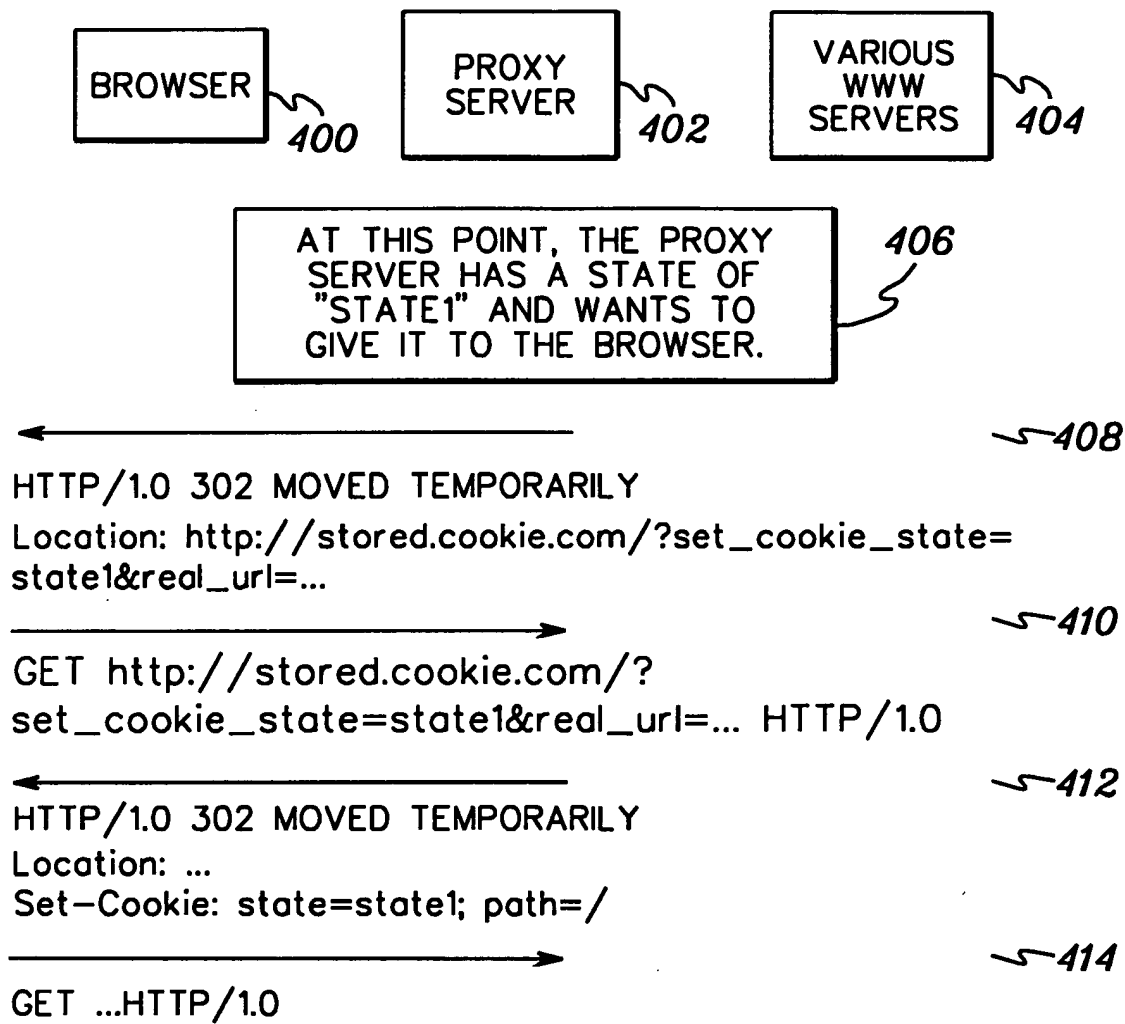 BROWSER
400
PROXY
SERVER
402
VARIOUS
WWW
SERVERS
404
AT THIS POINT, THE PROXY
SERVER HAS A STATE OF
"STATE1" AND WANTS TO
GIVE IT TO THE BROWSER.
406
408
HTTP/1.0 302 MOVED TEMPORARILY
Location: http://stored.cookie.com/?set_cookie_state=
state1&real_url=...
410
GET http://stored.cookie.com/?
set_cookie_state=state1&real_url=... HTTP/1.0
412
HTTP/1.0 302 MOVED TEMPORARILY
Location: ...
Set-Cookie: state=state1; path=/
414
GET ...HTTP/1.0